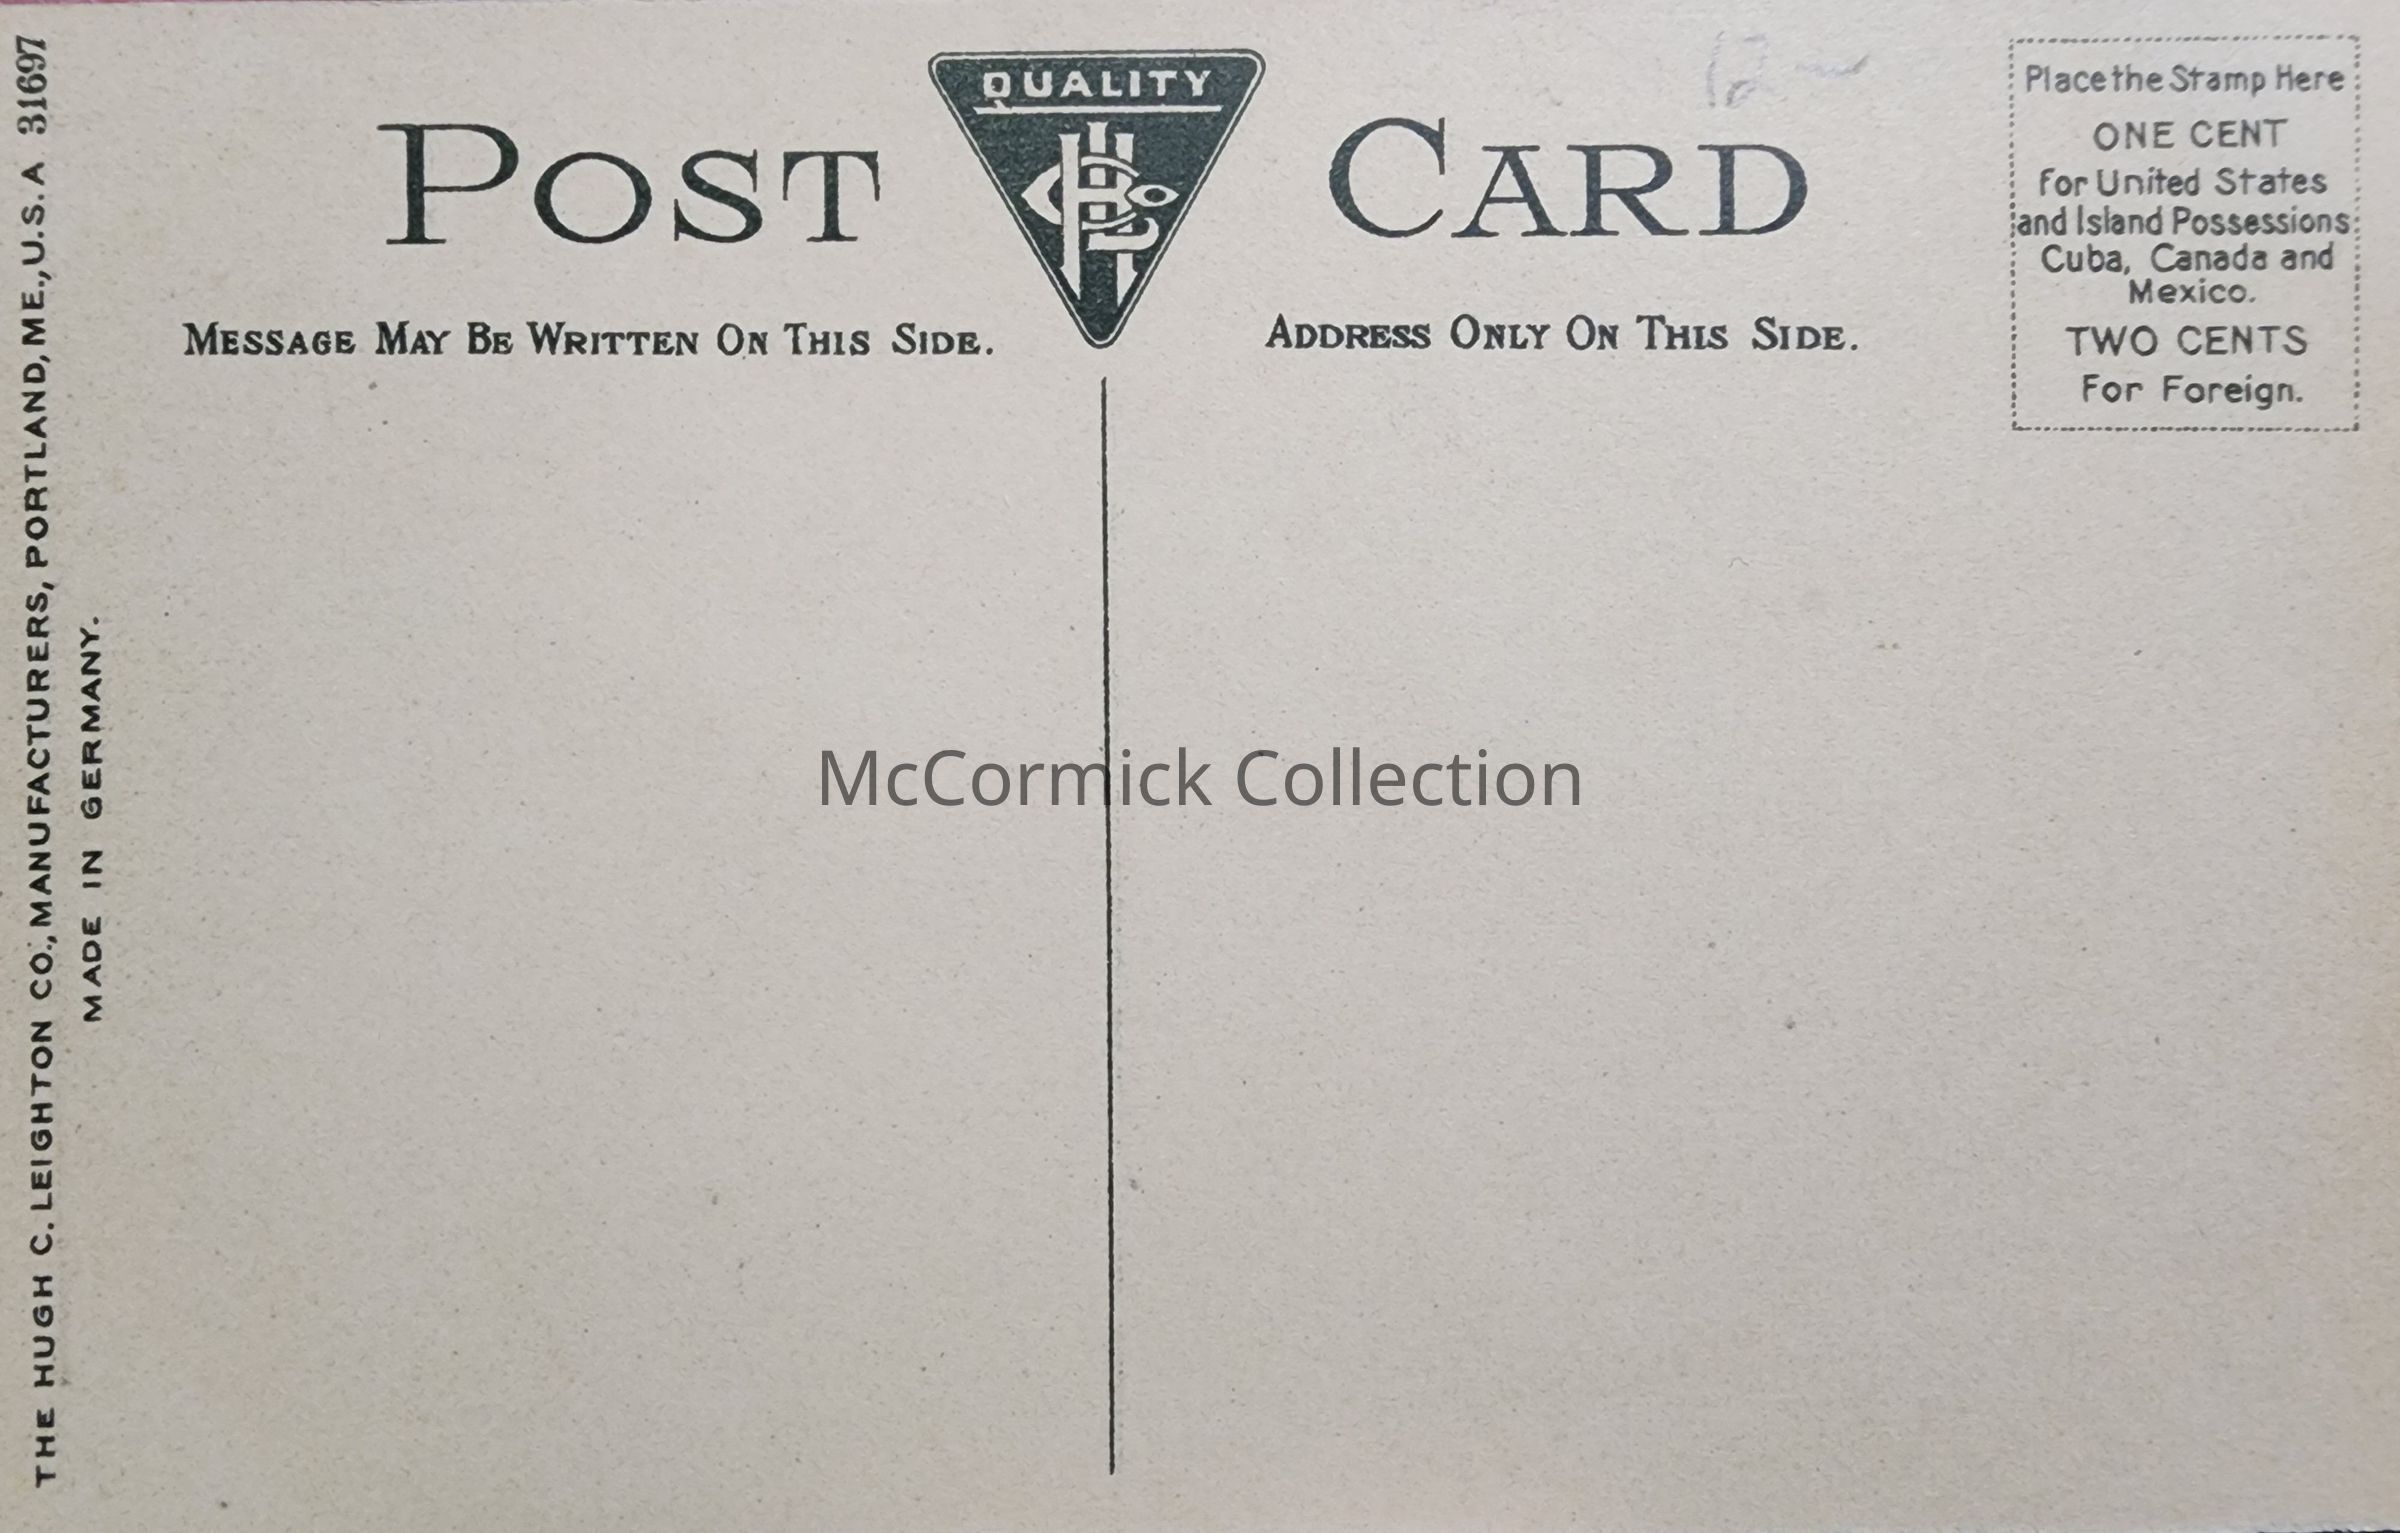 THE HUGH C. LEIGHTON CO., MANUFACTURERS, PORTLAND, ME., U.S.A 31697
MADE IN GERMANY.
QUALITY
POST CARD
MESSAGE MAY BE WRITTEN ON THIS SIDE.
ADDRESS ONLY ON THIS SIDE.
Place the Stamp Here
ONE CENT
For United States
and Island Possessions
Cuba, Canada and
Mexico.
TWO CENTS
For Foreign.
McCormick Collection